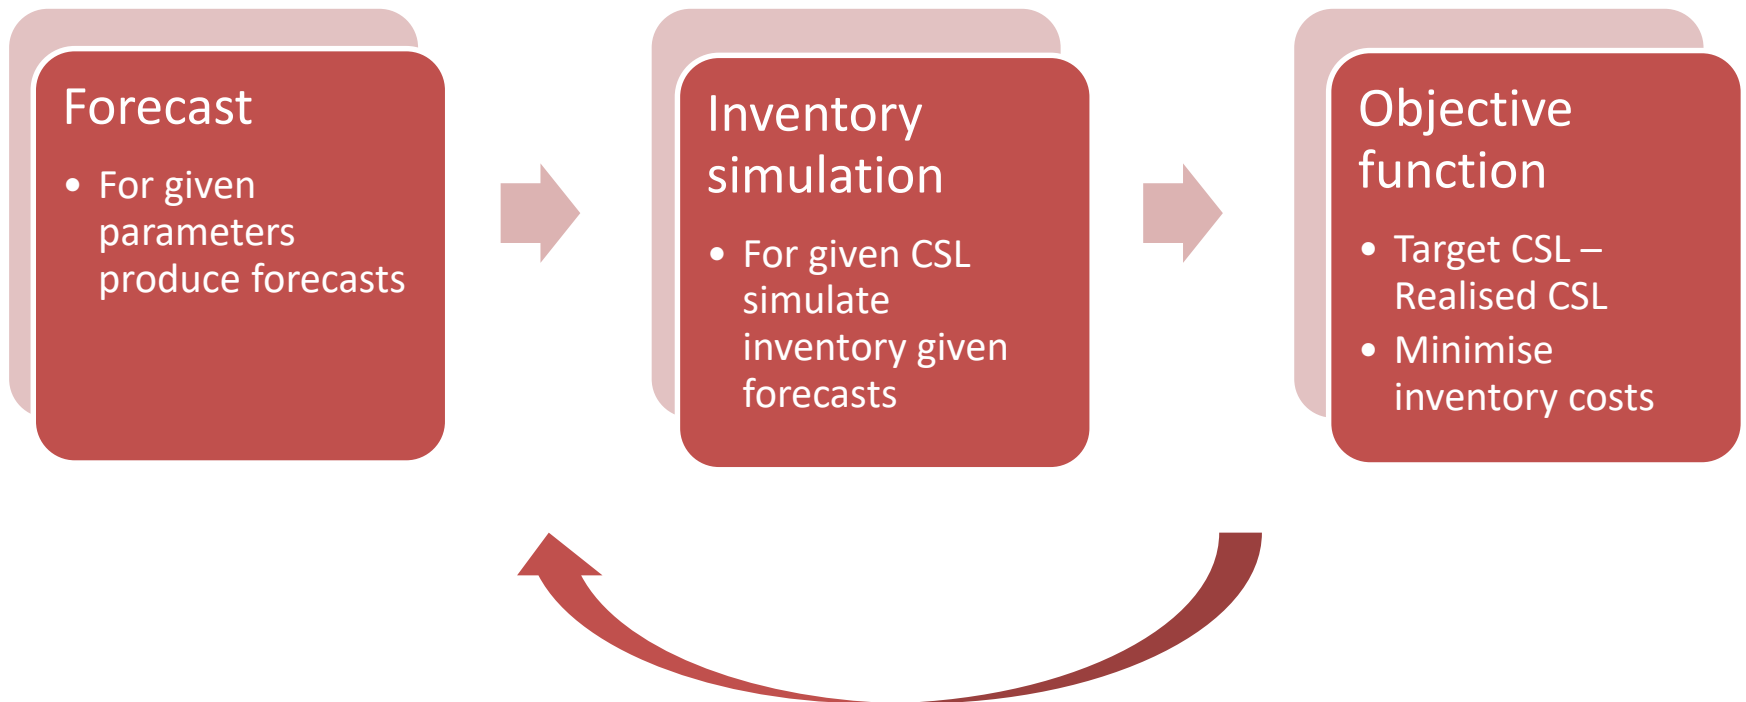 Forecast
• For given
parameters
produce forecasts
Inventory
simulation
• For given CSL
simulate
inventory given
forecasts
Objective
function
• Target CSL –
Realised CSL
• Minimise
inventory costs